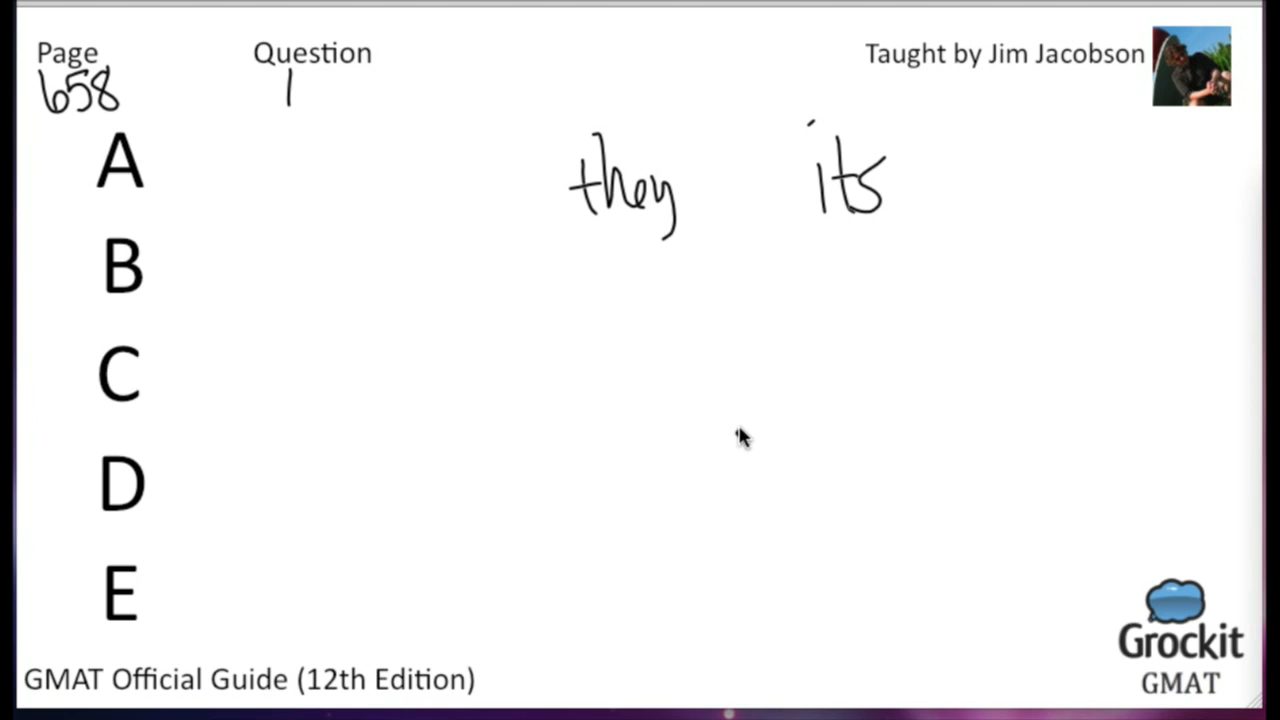 Page Question Taught by Jim Jacobson
658 1
A they its
B
C
D
E
Grockit
GMAT
GMAT Official Guide (12th Edition)